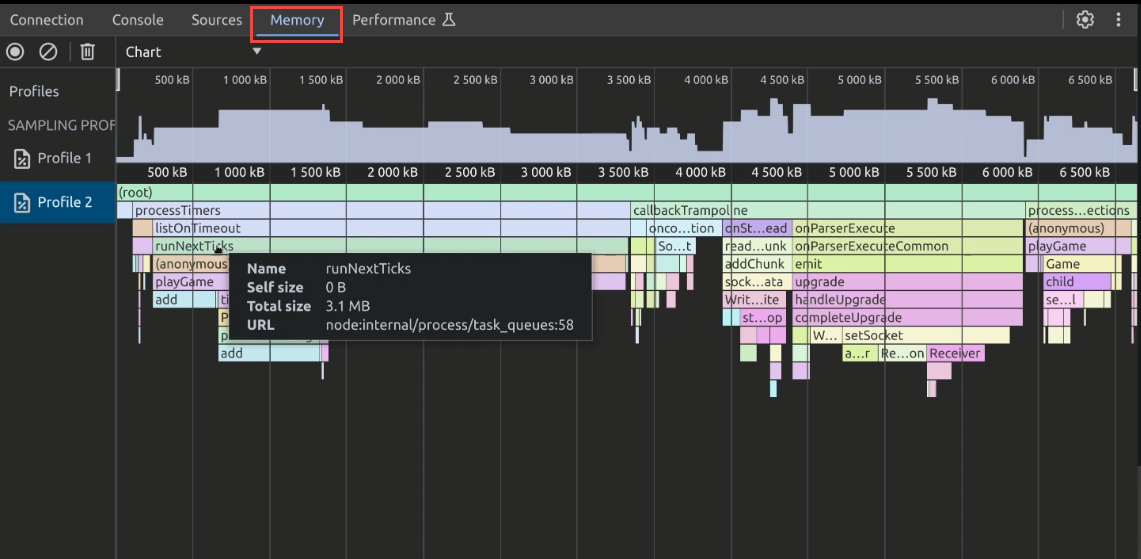 Connection Console Sources Memory Performance
Chart
500 kB 1 000 kB 1 500 kB 2 000 kB 2 500 kB 3 000 kB 3 500 kB 4 000 kB 4 500 kB 5 000 kB 5 500 kB 6 000 kB 6 500 kB
Profiles
SAMPLING PROF
Profile 1
Profile 2
500 kB 1 000 kB 1 500 kB 2 000 kB 2 500 kB 3 000 kB 3 500 kB 4 000 kB 4 500 kB 5 000 kB 5 500 kB 6 000 kB 6 500 kB
(root)
processTimers callbackTrampoline process…ections
listOnTimeout onco…tion onSt…ead onParserExecute (anonymous)
runNextTicks So…t read…unk onParserExecuteCommon playGame
(anonymous addChunk emit Game
playGame sock…ata upgrade child
add ti Writ…ite handleUpgrade se…l
P st…op completeUpgrade
p W… setSocket
add a…r Re…on Receiver
Name runNextTicks
Self size 0 B
Total size 3.1 MB
URL node:internal/process/task_queues:58